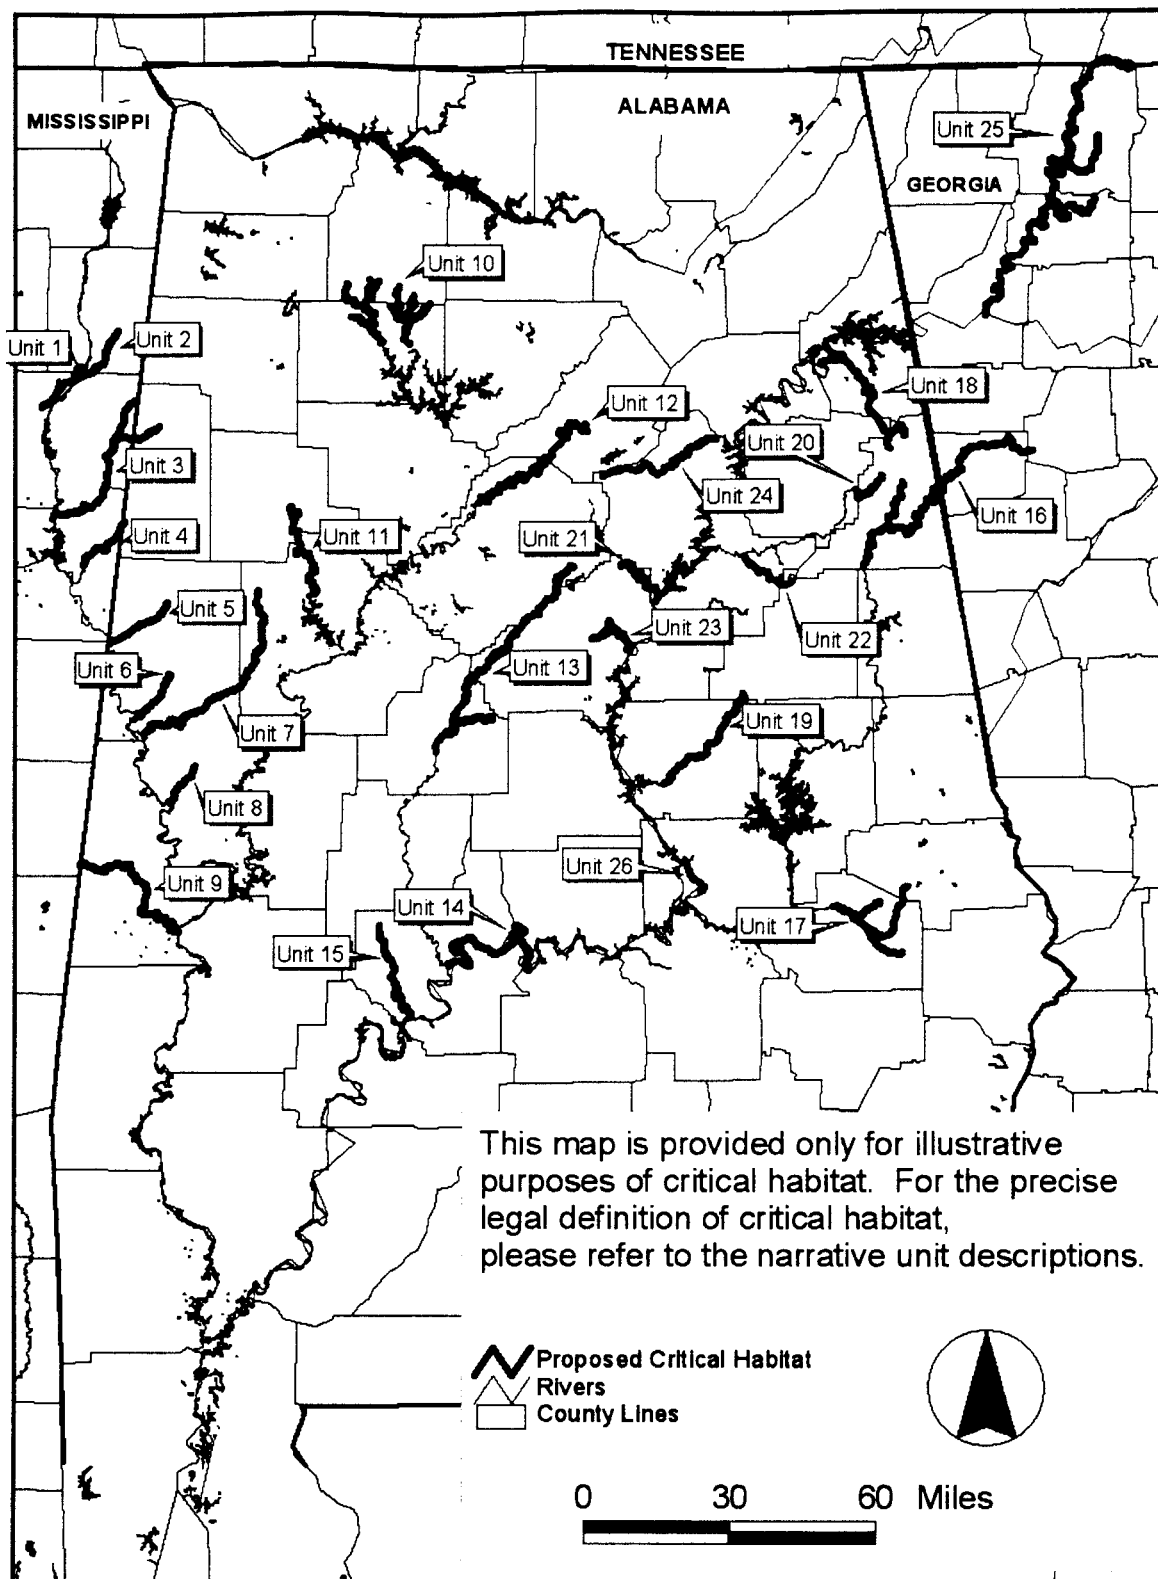 TENNESSEE
ALABAMA
MISSISSIPPI
Unit 25
GEORGIA
Unit 10
Unit 1
Unit 2
Unit 18
Unit 12
Unit 20
Unit 3
Unit 24
Unit 16
Unit 4
Unit 11
Unit 21
Unit 5
Unit 23
Unit 22
Unit 6
Unit 13
Unit 7
Unit 19
Unit 8
Unit 26
Unit 9
Unit 14
Unit 17
Unit 15
This map is provided only for illustrative
purposes of critical habitat. For the precise
legal definition of critical habitat,
please refer to the narrative unit descriptions.
Proposed Critical Habitat
Rivers
County Lines
0 30 60 Miles